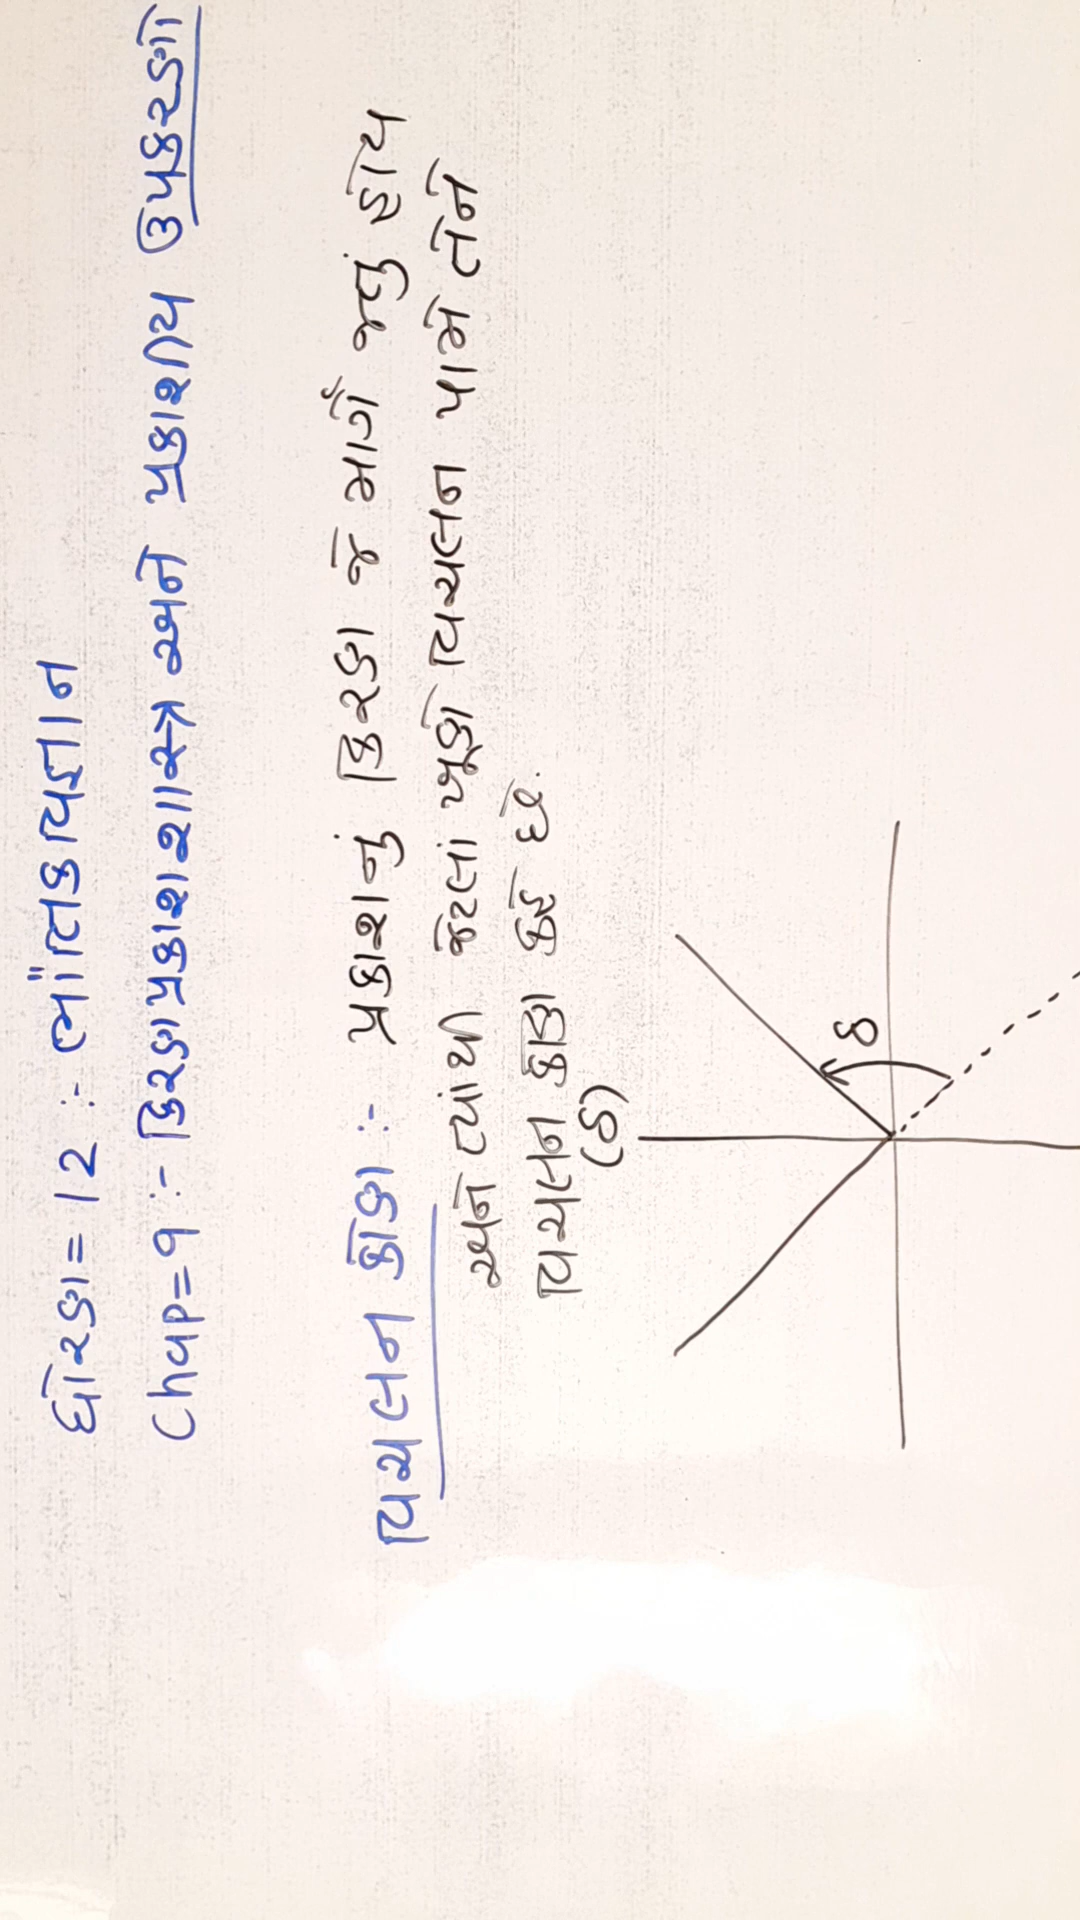 ધોરણ = 12 :- ભૌતિકવિજ્ઞાન
Chap = 9 :- કિરણપ્રકાશશાસ્ત્ર અને પ્રકાશીય ઉપકરણો
વિચલન કોણ :- પ્રકાશનું કિરણ જે માર્ગે જતું હોય
અને ત્યાંથી જેટલા ખૂણે વિચલન પામે તેને
વિચલન કોણ કહે છે.
(δ)
δ